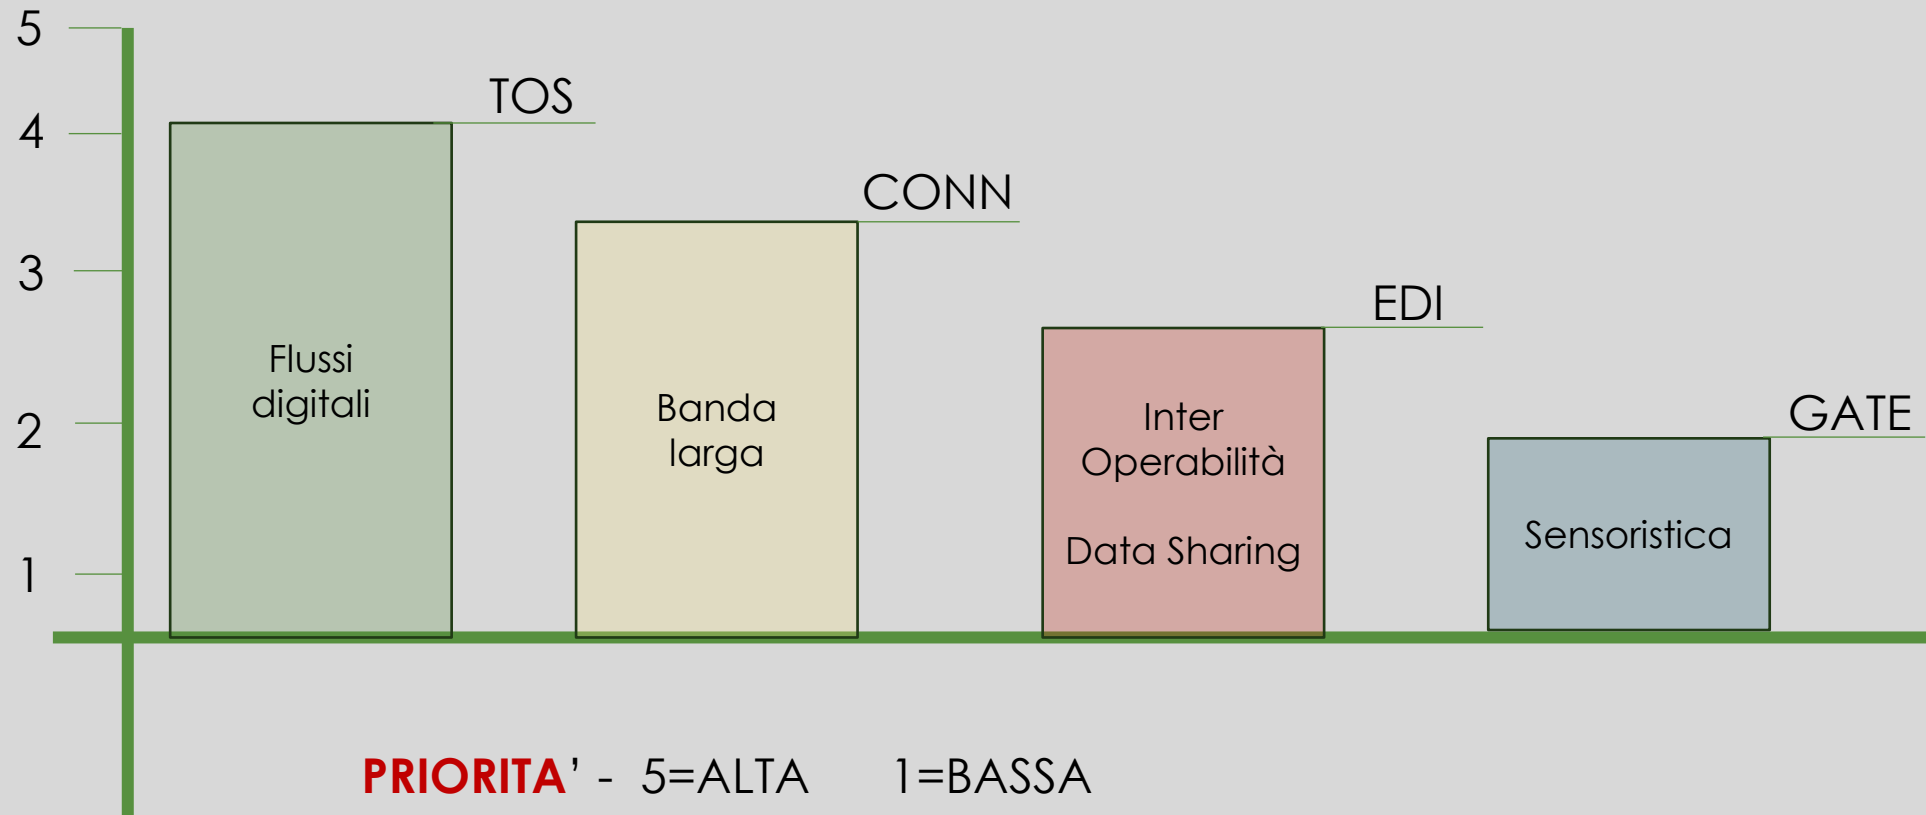 5
4
3
2
1
TOS
Flussi
digitali
CONN
Banda
larga
EDI
Inter
Operabilità
Data Sharing
GATE
Sensoristica
PRIORITA’ - 5=ALTA 1=BASSA